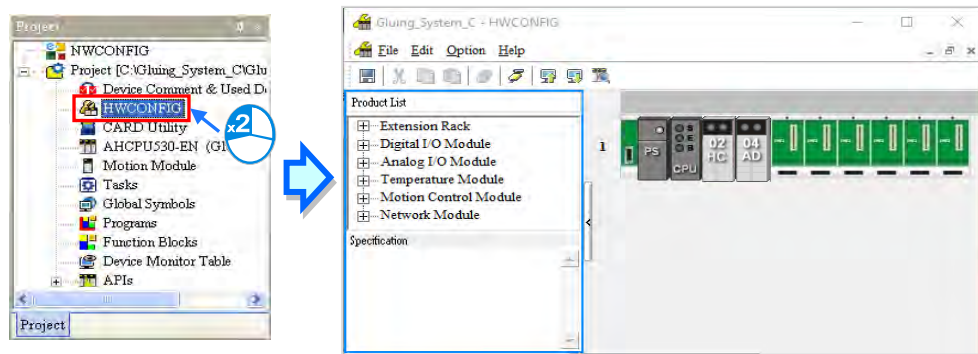 Project
NWCONFIG
Project [C:\Gluing_System_C\Glu
Device Comment & Used D
HWCONFIG
x2
CARD Utility
AHCPU530-EN (Gl
Motion Module
Tasks
Global Symbols
Programs
Function Blocks
Device Monitor Table
APIs
Project
Gluing_System_C - HWCONFIG
File Edit Option Help
Product List
Extension Rack
Digital I/O Module
Analog I/O Module
Temperature Module
Motion Control Module
Network Module
Specification
1
PS
CPU
02
HC
04
AD